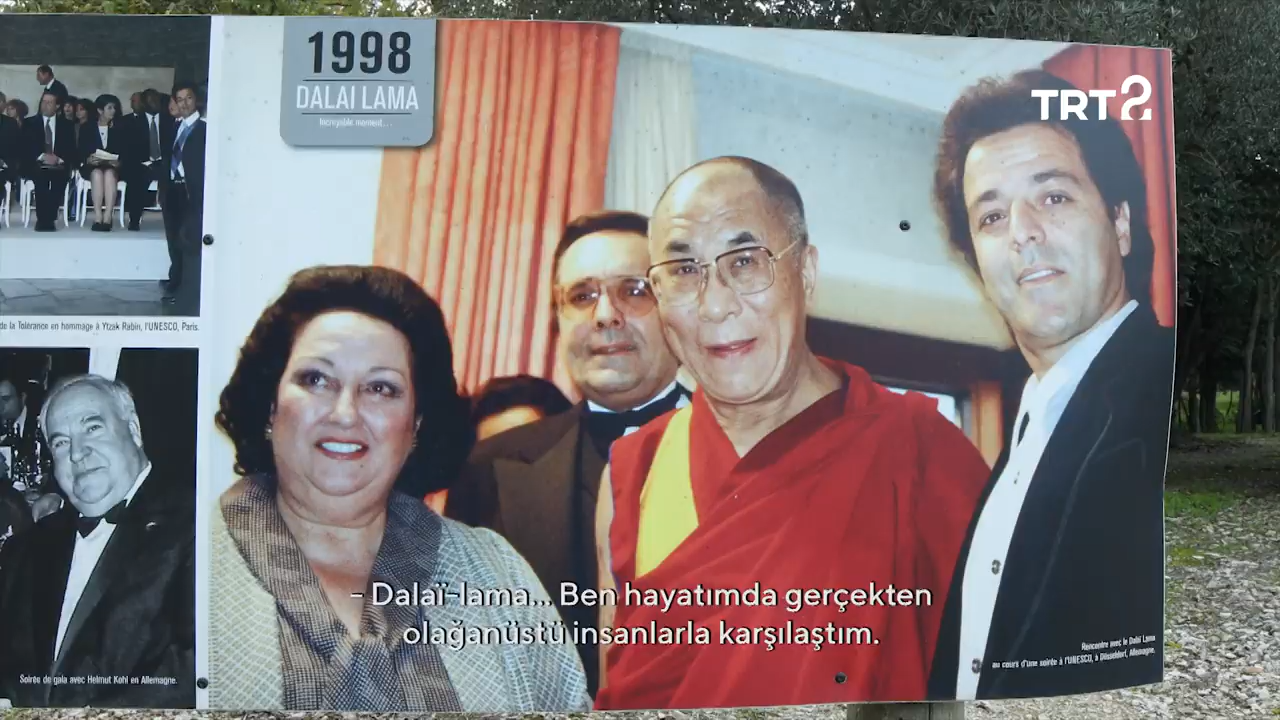 1998
DALAI LAMA
Incroyable moment...
TRT2
de la Tolérance en hommage à Ytzak Rabin, l'UNESCO, Paris.
Soirée de gala avec Helmut Kohl en Allemagne.
- Dalaï-lama... Ben hayatımda gerçekten
olağanüstü insanlarla karşılaştım.
Rencontre avec le Dalaï Lama
au cours d'une soirée à l'UNESCO, à Düsseldorf, Allemagne.